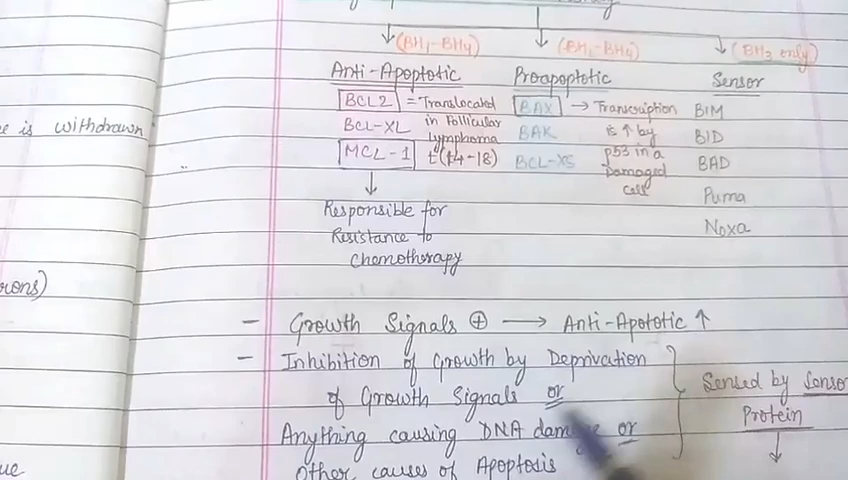 (BH1-BH4) (BH1-BH4) (BH3 only)
Anti-Apoptotic Proapoptotic Sensor
BCL2 = Translocated BAX → Transcription BIM
BCL-XL in Follicular BAK is ↑ by BID
Lymphoma
MCL-1 t(14-18) BCL-XS p53 in a BAD
Damaged
cell Puma
Responsible for Noxa
Resistance to
Chemotherapy
e is withdrawn
rons)
- Growth Signals ⊕ → Anti-Apototic ↑
- Inhibition of Growth by Deprivation
of Growth Signals or Sensed by Sensor
Protein
Anything causing DNA damage or
Other causes of Apoptosis
ue